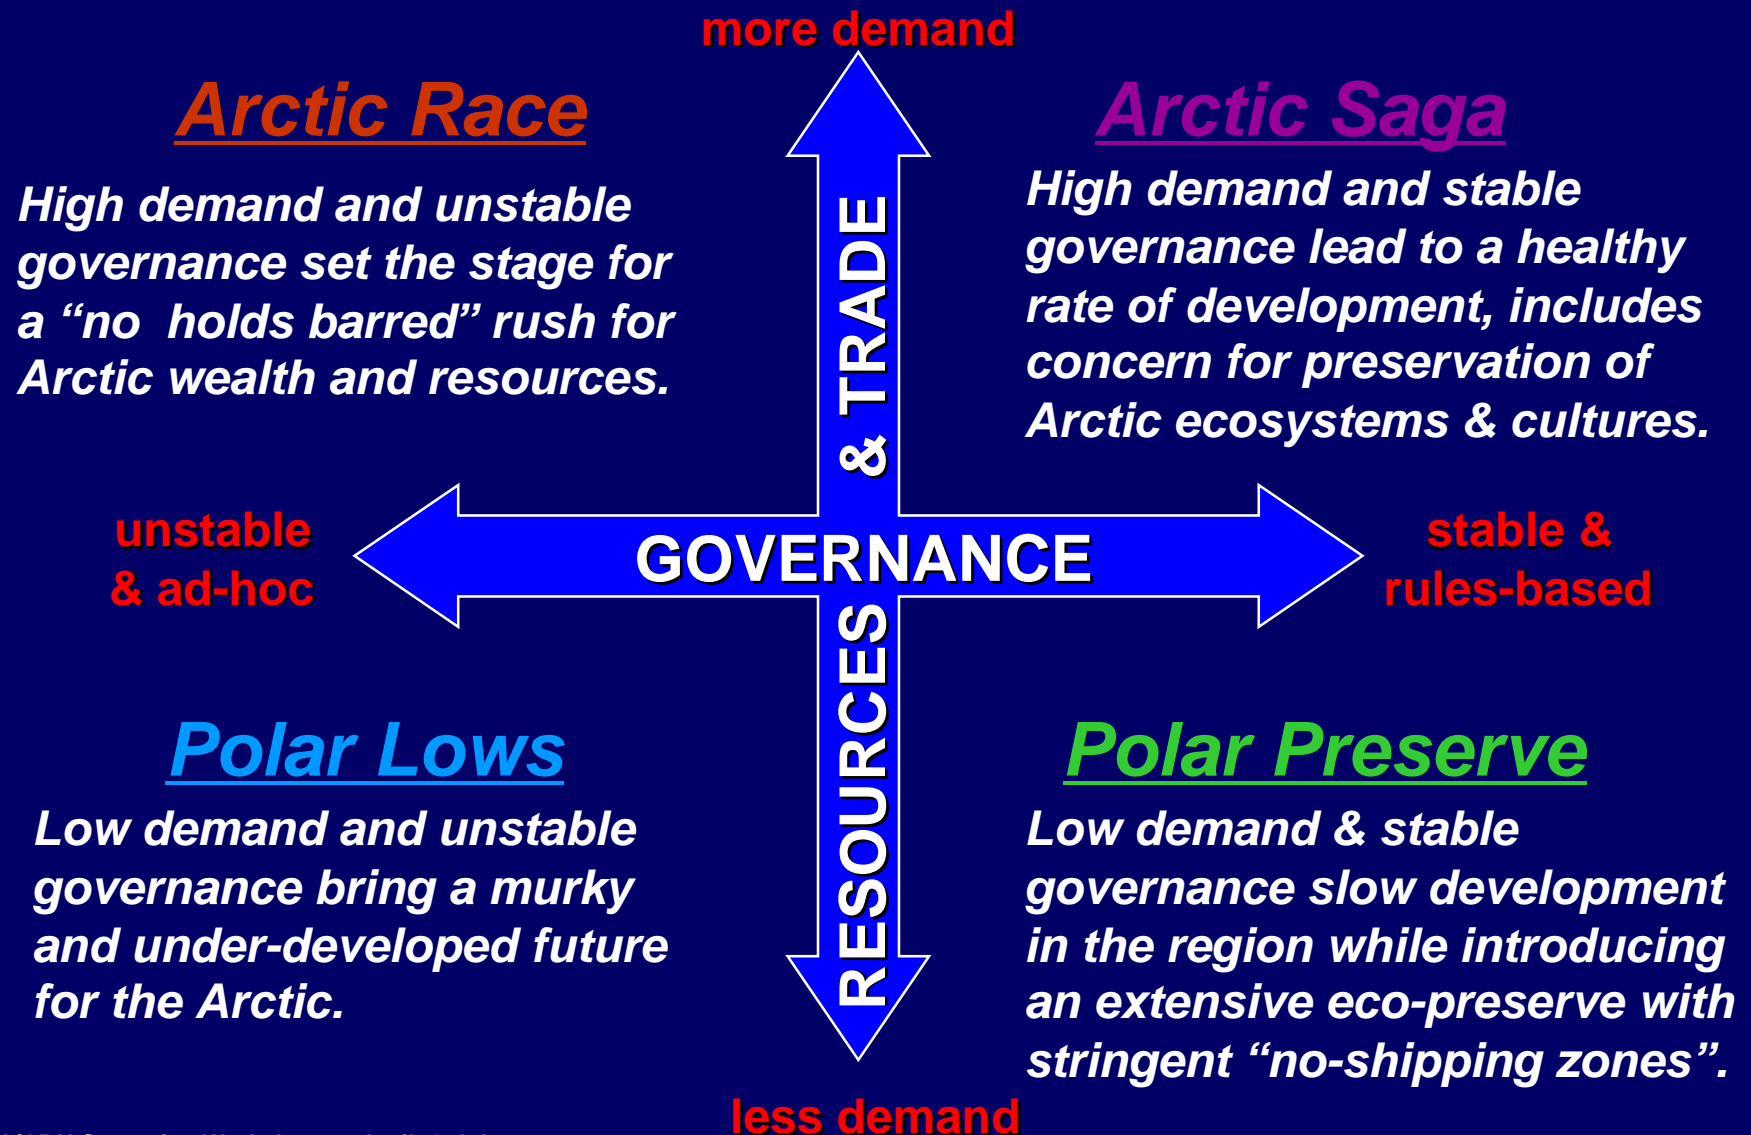 more demand
Arctic Race
High demand and unstable
governance set the stage for
a “no holds barred” rush for
Arctic wealth and resources.
Arctic Saga
High demand and stable
governance lead to a healthy
rate of development, includes
concern for preservation of
Arctic ecosystems & cultures.
unstable
& ad-hoc
GOVERNANCE
RESOURCES & TRADE
stable &
rules-based
Polar Lows
Low demand and unstable
governance bring a murky
and under-developed future
for the Arctic.
Polar Preserve
Low demand & stable
governance slow development
in the region while introducing
an extensive eco-preserve with
stringent “no-shipping zones”.
less demand